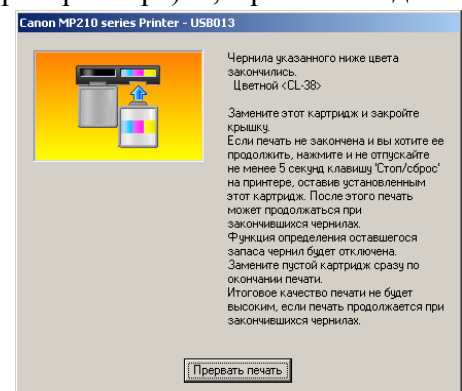 Canon MP210 series Printer - USB013
Чернила указанного ниже цвета
закончились.
Цветной <CL-38>
Замените этот картридж и закройте
крышку.
Если печать не закончена и вы хотите ее
продолжить, нажмите и не отпускайте
не менее 5 секунд клавишу 'Стоп/сброс'
на принтере, оставив установленным
этот картридж. После этого печать
может продолжаться при
закончившихся чернилах.
Функция определения оставшегося
запаса чернил будет отключена.
Замените пустой картридж сразу по
окончании печати.
Итоговое качество печати не будет
высоким, если печать продолжается при
закончившихся чернилах.
Прервать печать